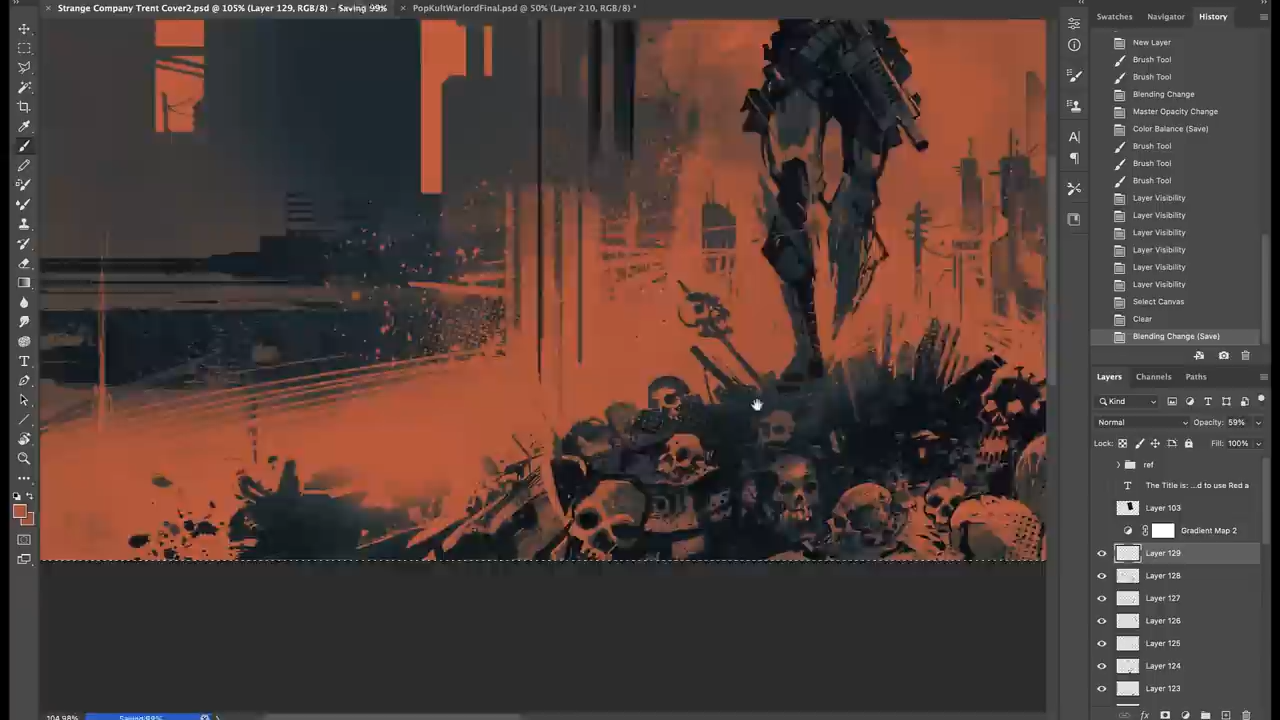 × Strange Company Trent Cover2.psd @ 105% (Layer 129, RGB/8) - Saving 99%
× PopKultWarlordFinal.psd @ 50% (Layer 210, RGB/8) *
Swatches
Navigator
History
New Layer
Brush Tool
Brush Tool
Blending Change
Master Opacity Change
Color Balance (Save)
Brush Tool
Brush Tool
Brush Tool
Layer Visibility
Layer Visibility
Layer Visibility
Layer Visibility
Layer Visibility
Layer Visibility
Select Canvas
Clear
Blending Change (Save)
Layers
Channels
Paths
Kind
Normal
Opacity: 59%
Lock:
Fill: 100%
ref
The Title is: ...d to use Red a
Layer 103
Gradient Map 2
Layer 129
Layer 128
Layer 127
Layer 126
Layer 125
Layer 124
Layer 123
104.98%
Saving 99%